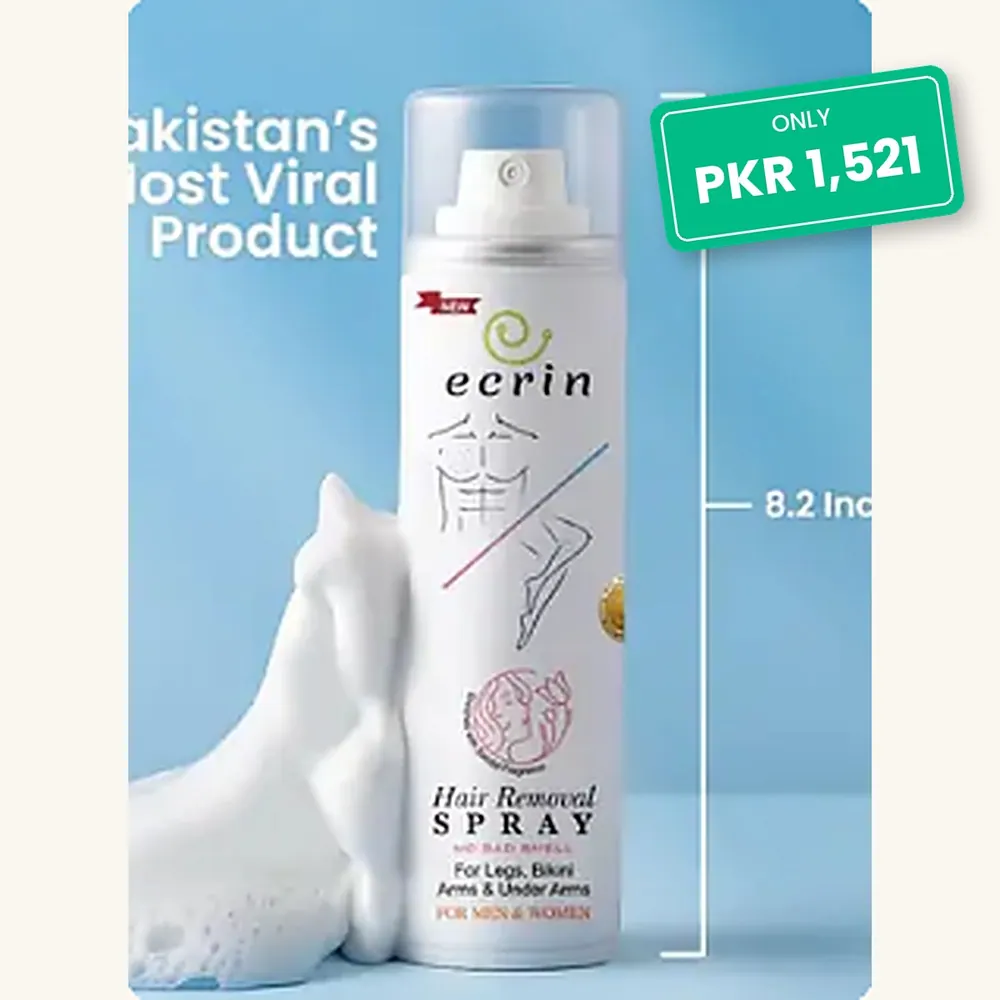 akistan's
ost Viral
Product
ONLY
PKR 1,521
NEW
ecrin
8.2 Inc
Hair Removal
SPRAY
NO BAD SMELL
For Legs, Bikini
Arms & Under Arms
FOR MEN & WOMEN